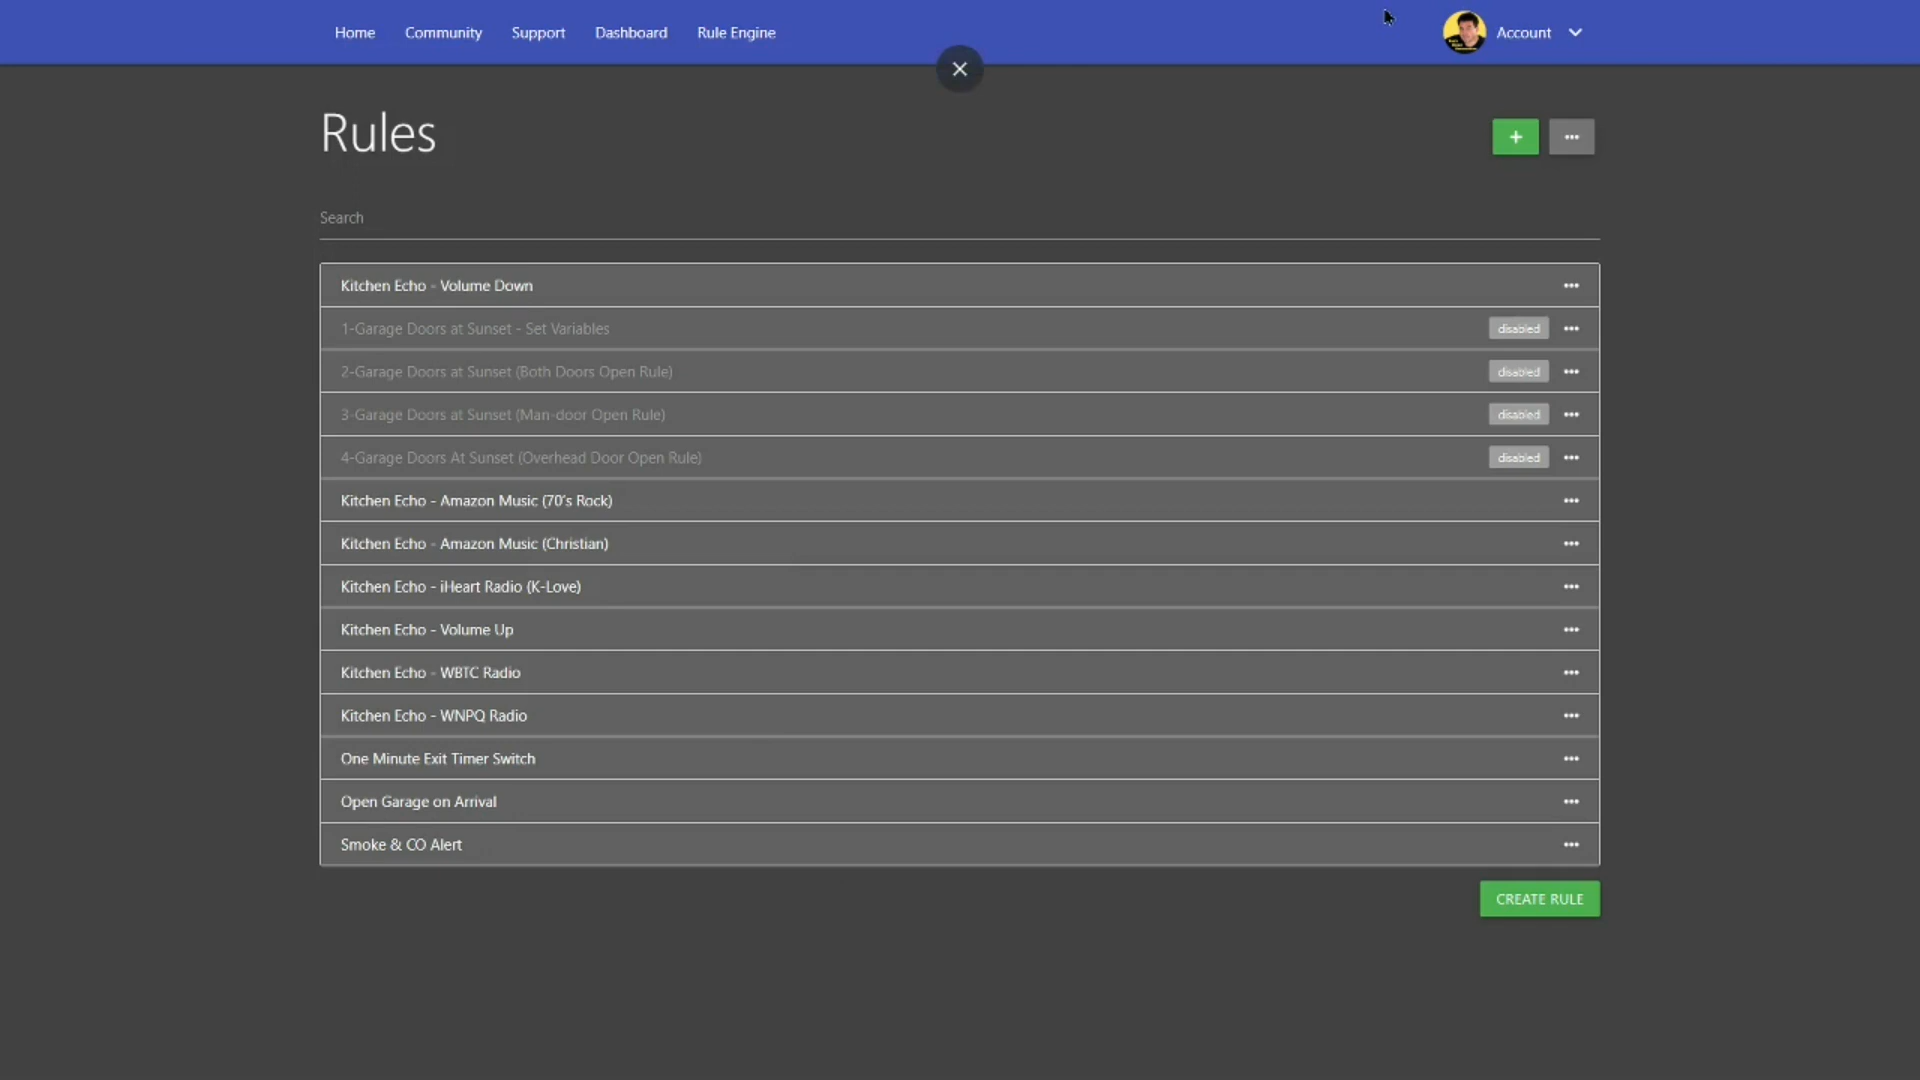 Home
Community
Support
Dashboard
Rule Engine
Account
Rules
Search
Kitchen Echo - Volume Down
1-Garage Doors at Sunset - Set Variables
disabled
2-Garage Doors at Sunset (Both Doors Open Rule)
disabled
3-Garage Doors at Sunset (Man-door Open Rule)
disabled
4-Garage Doors At Sunset (Overhead Door Open Rule)
disabled
Kitchen Echo - Amazon Music (70's Rock)
Kitchen Echo - Amazon Music (Christian)
Kitchen Echo - iHeart Radio (K-Love)
Kitchen Echo - Volume Up
Kitchen Echo - WBTC Radio
Kitchen Echo - WNPQ Radio
One Minute Exit Timer Switch
Open Garage on Arrival
Smoke & CO Alert
CREATE RULE